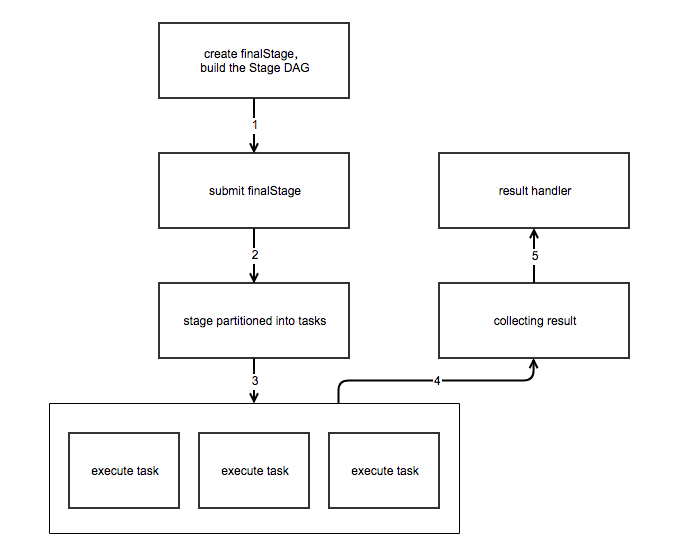 create finalStage,
build the Stage DAG
1
submit finalStage
result handler
2
5
stage partitioned into tasks
collecting result
3
4
execute task
execute task
execute task